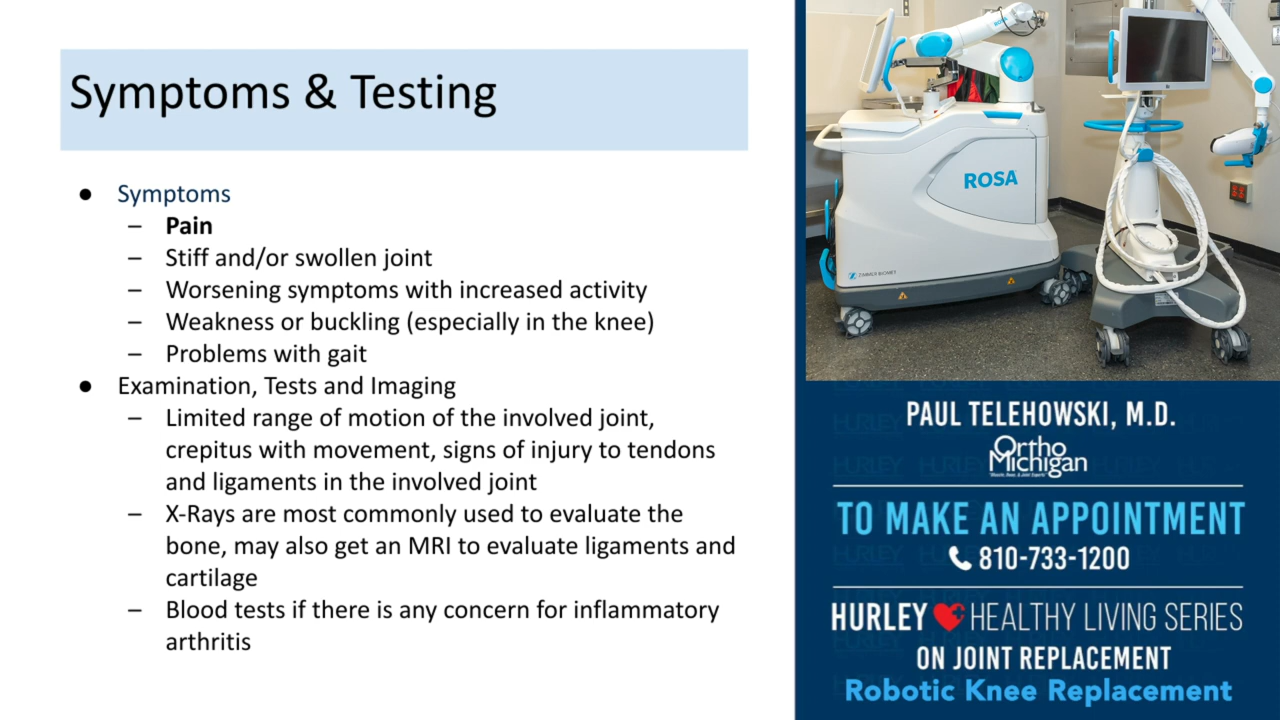 Symptoms & Testing
● Symptoms
– Pain
– Stiff and/or swollen joint
– Worsening symptoms with increased activity
– Weakness or buckling (especially in the knee)
– Problems with gait
● Examination, Tests and Imaging
– Limited range of motion of the involved joint,
crepitus with movement, signs of injury to tendons
and ligaments in the involved joint
– X-Rays are most commonly used to evaluate the
bone, may also get an MRI to evaluate ligaments and
cartilage
– Blood tests if there is any concern for inflammatory
arthritis
ROSA
ROSA
ZIMMER BIOMET
PAUL TELEHOWSKI, M.D.
Ortho
Michigan
TO MAKE AN APPOINTMENT
810-733-1200
HURLEY HEALTHY LIVING SERIES
ON JOINT REPLACEMENT
Robotic Knee Replacement